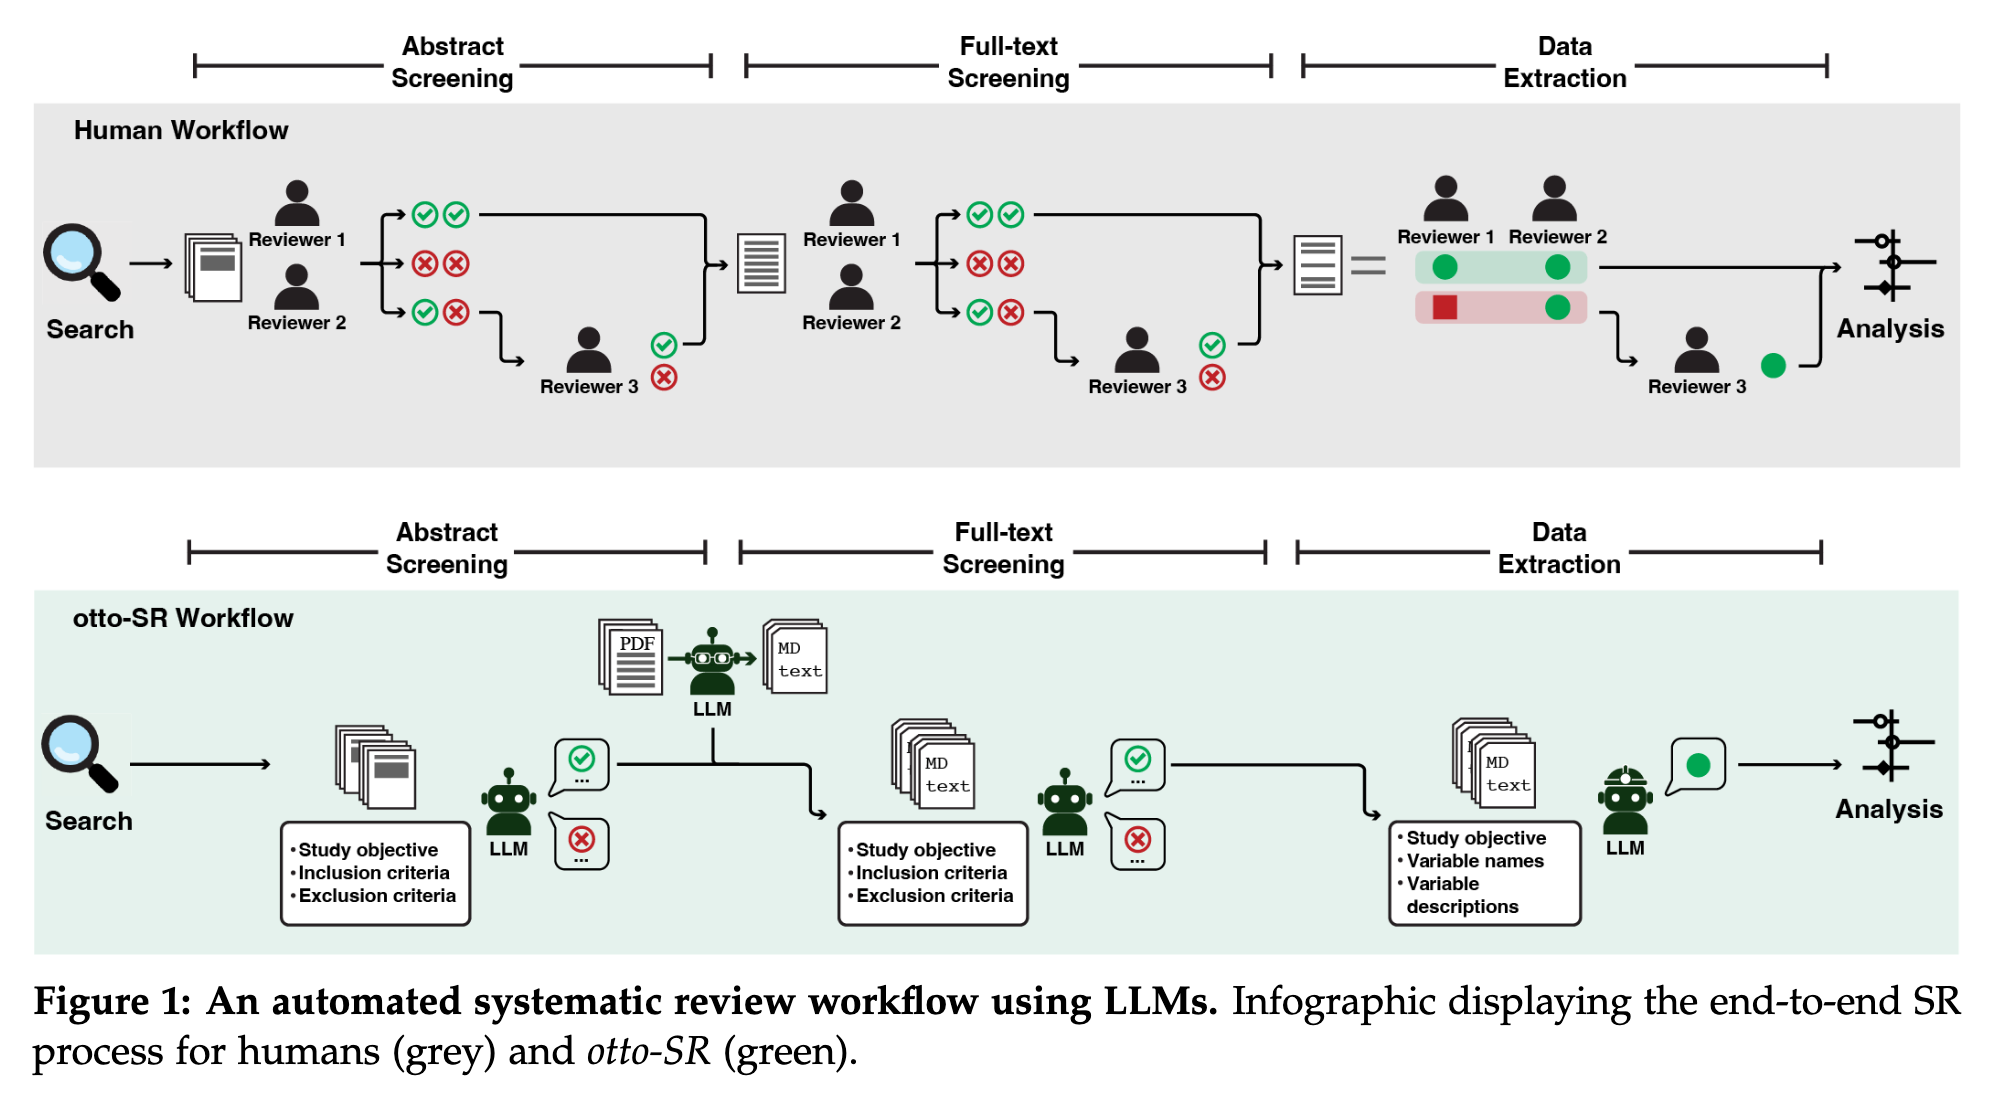 Abstract
Screening
Full-text
Screening
Data
Extraction
Human Workflow
Search
Reviewer 1
Reviewer 2
Reviewer 3
Reviewer 1
Reviewer 2
Reviewer 3
Reviewer 1 Reviewer 2
Reviewer 3
Analysis
Abstract
Screening
Full-text
Screening
Data
Extraction
otto-SR Workflow
PDF
LLM
MD
text
Search
• Study objective
• Inclusion criteria
• Exclusion criteria
LLM
...
...
MD
text
• Study objective
• Inclusion criteria
• Exclusion criteria
LLM
...
...
MD
text
• Study objective
• Variable names
• Variable
descriptions
LLM
Analysis
Figure 1: An automated systematic review workflow using LLMs. Infographic displaying the end-to-end SR
process for humans (grey) and otto-SR (green).